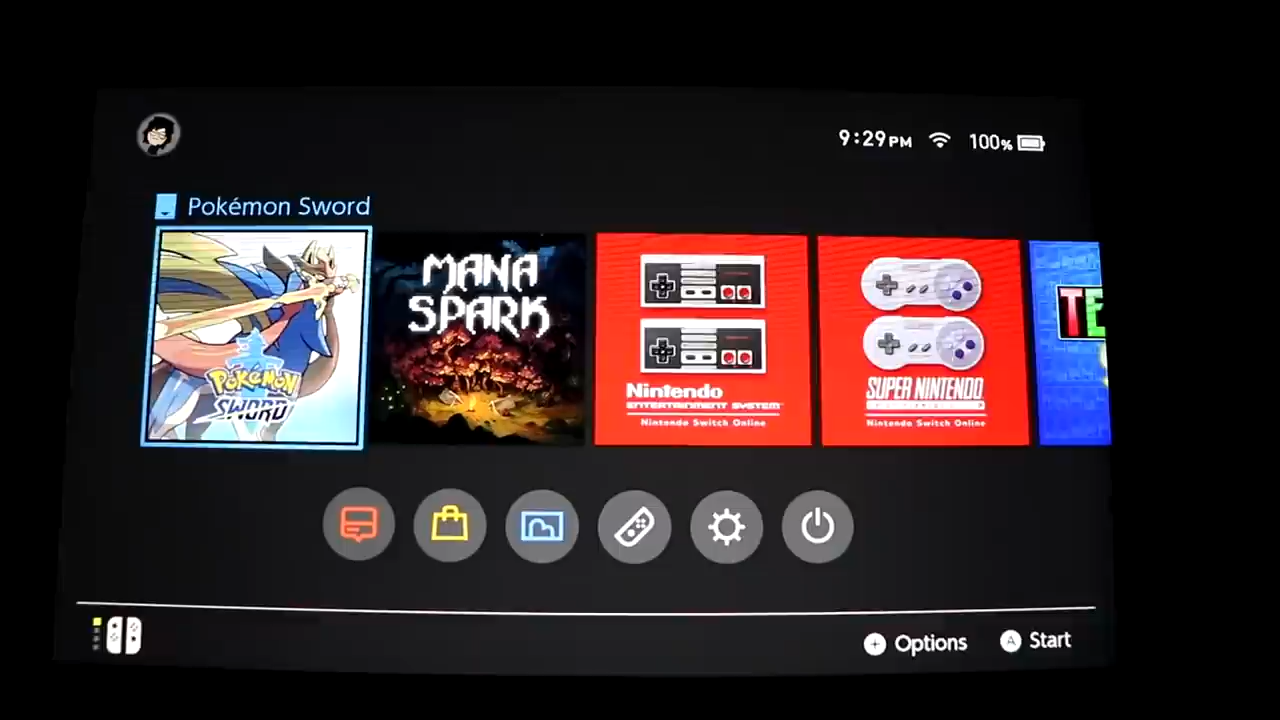 9:29PM 100%
Pokémon Sword
MANA
SPARK
POKÉMON
SWORD
Nintendo
ENTERTAINMENT SYSTEM
Nintendo Switch Online
SUPER NINTENDO
Nintendo Switch Online
TE
+ Options A Start